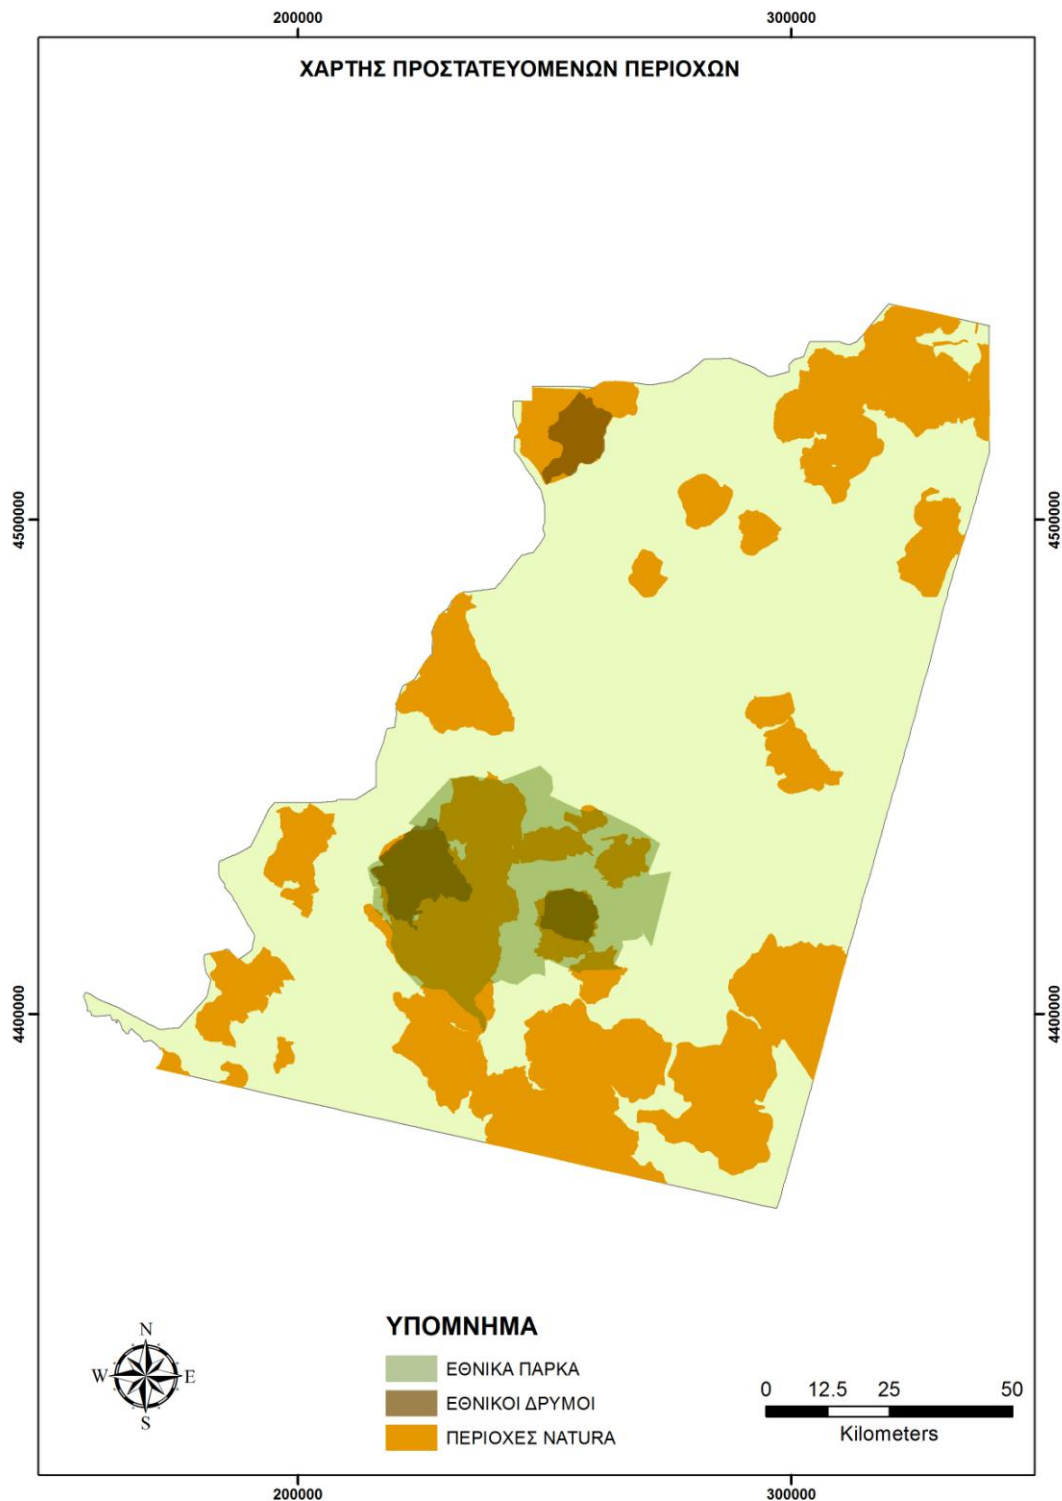 200000 300000
ΧΑΡΤΗΣ ΠΡΟΣΤΑΤΕΥΟΜΕΝΩΝ ΠΕΡΙΟΧΩΝ
4500000 4500000
4400000 4400000
ΥΠΟΜΝΗΜΑ
N
W E
S
ΕΘΝΙΚΑ ΠΑΡΚΑ
ΕΘΝΙΚΟΙ ΔΡΥΜΟΙ
ΠΕΡΙΟΧΕΣ NATURA
0 12.5 25 50
Kilometers
200000 300000